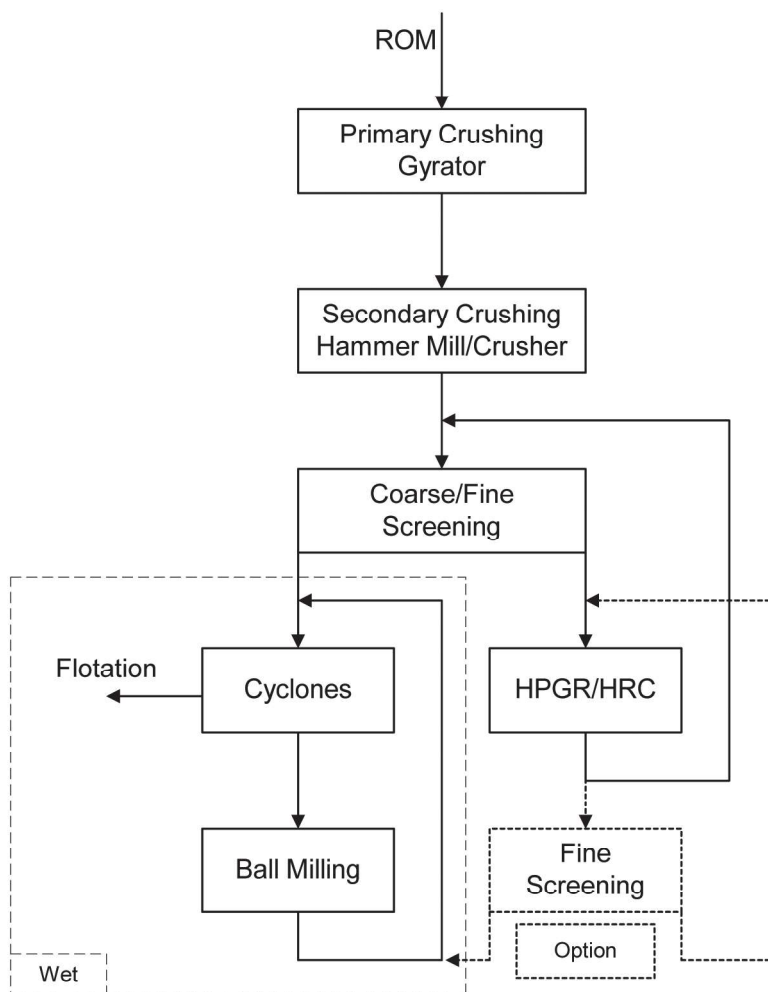 ROM
Primary Crushing
Gyrator
Secondary Crushing
Hammer Mill/Crusher
Coarse/Fine
Screening
Flotation
Cyclones
HPGR/HRC
Ball Milling
Fine
Screening
Option
Wet